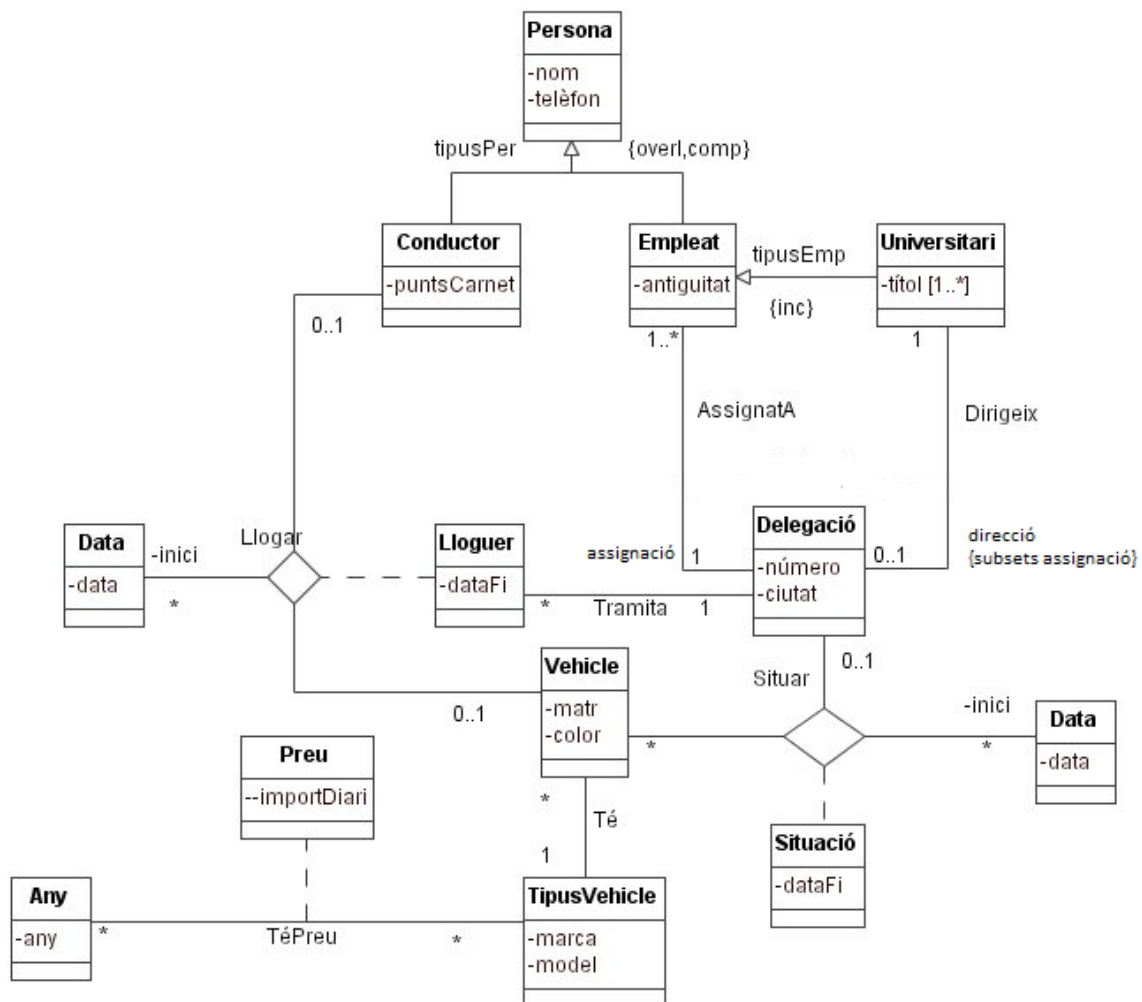 Persona
-nom
-telèfon
tipusPer
{overl,comp}
Conductor
-puntsCarnet
Empleat
-antiguitat
tipusEmp
{inc}
Universitari
-títol [1..*]
0..1
1..*
1
AssignatA
Dirigeix
Data
-data
-inici
*
Llogar
Lloguer
-dataFi
*
Tramita
1
assignació
1
Delegació
-número
-ciutat
0..1
direcció
{subsets assignació}
0..1
Situar
Vehicle
-matr
-color
0..1
*
*
-inici
*
Data
-data
Preu
--importDiari
Té
1
Situació
-dataFi
Any
-any
*
TéPreu
*
TipusVehicle
-marca
-model